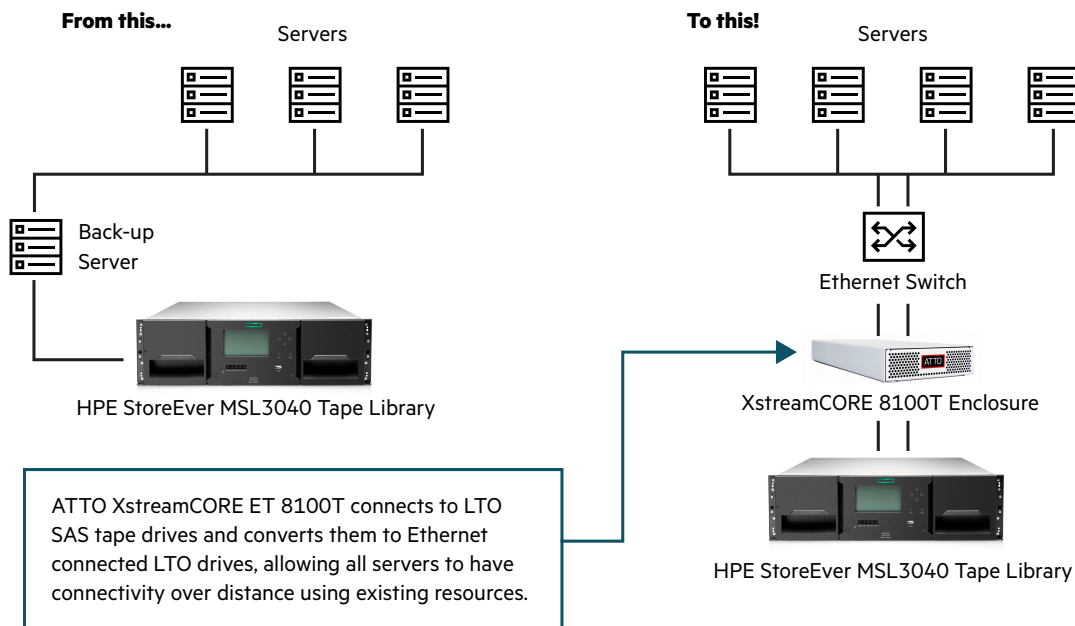 From this...
Servers
Back-up
Server
HPE StoreEver MSL3040 Tape Library
ATTO XstreamCORE ET 8100T connects to LTO
SAS tape drives and converts them to Ethernet
connected LTO drives, allowing all servers to have
connectivity over distance using existing resources.
To this!
Servers
Ethernet Switch
ATTO
XstreamCORE 8100T Enclosure
HPE StoreEver MSL3040 Tape Library